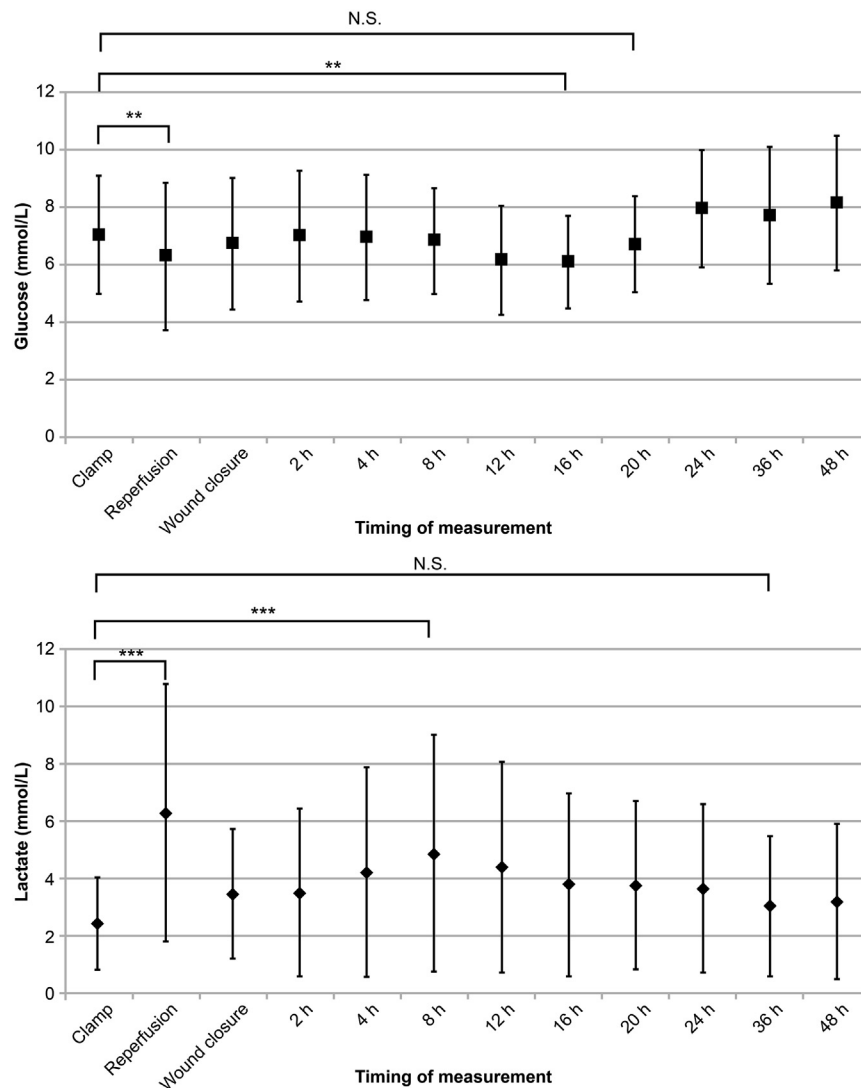 N.S.
**
**
12
10
8
6
4
2
0
Glucose (mmol/L)
Clamp
Reperfusion
Wound closure
2 h
4 h
8 h
12 h
16 h
20 h
24 h
36 h
48 h
Timing of measurement
N.S.
***
***
12
10
8
6
4
2
0
Lactate (mmol/L)
Clamp
Reperfusion
Wound closure
2 h
4 h
8 h
12 h
16 h
20 h
24 h
36 h
48 h
Timing of measurement